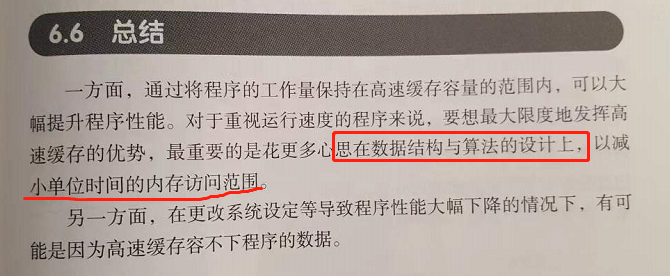 6.6 总结
一方面，通过将程序的工作量保持在高速缓存容量的范围内，可以大
幅提升程序性能。对于重视运行速度的程序来说，要想最大限度地发挥高
速缓存的优势，最重要的是花更多心思在数据结构与算法的设计上，以减
小单位时间的内存访问范围。
另一方面，在更改系统设定等导致程序性能大幅下降的情况下，有可
能是因为高速缓存容不下程序的数据。